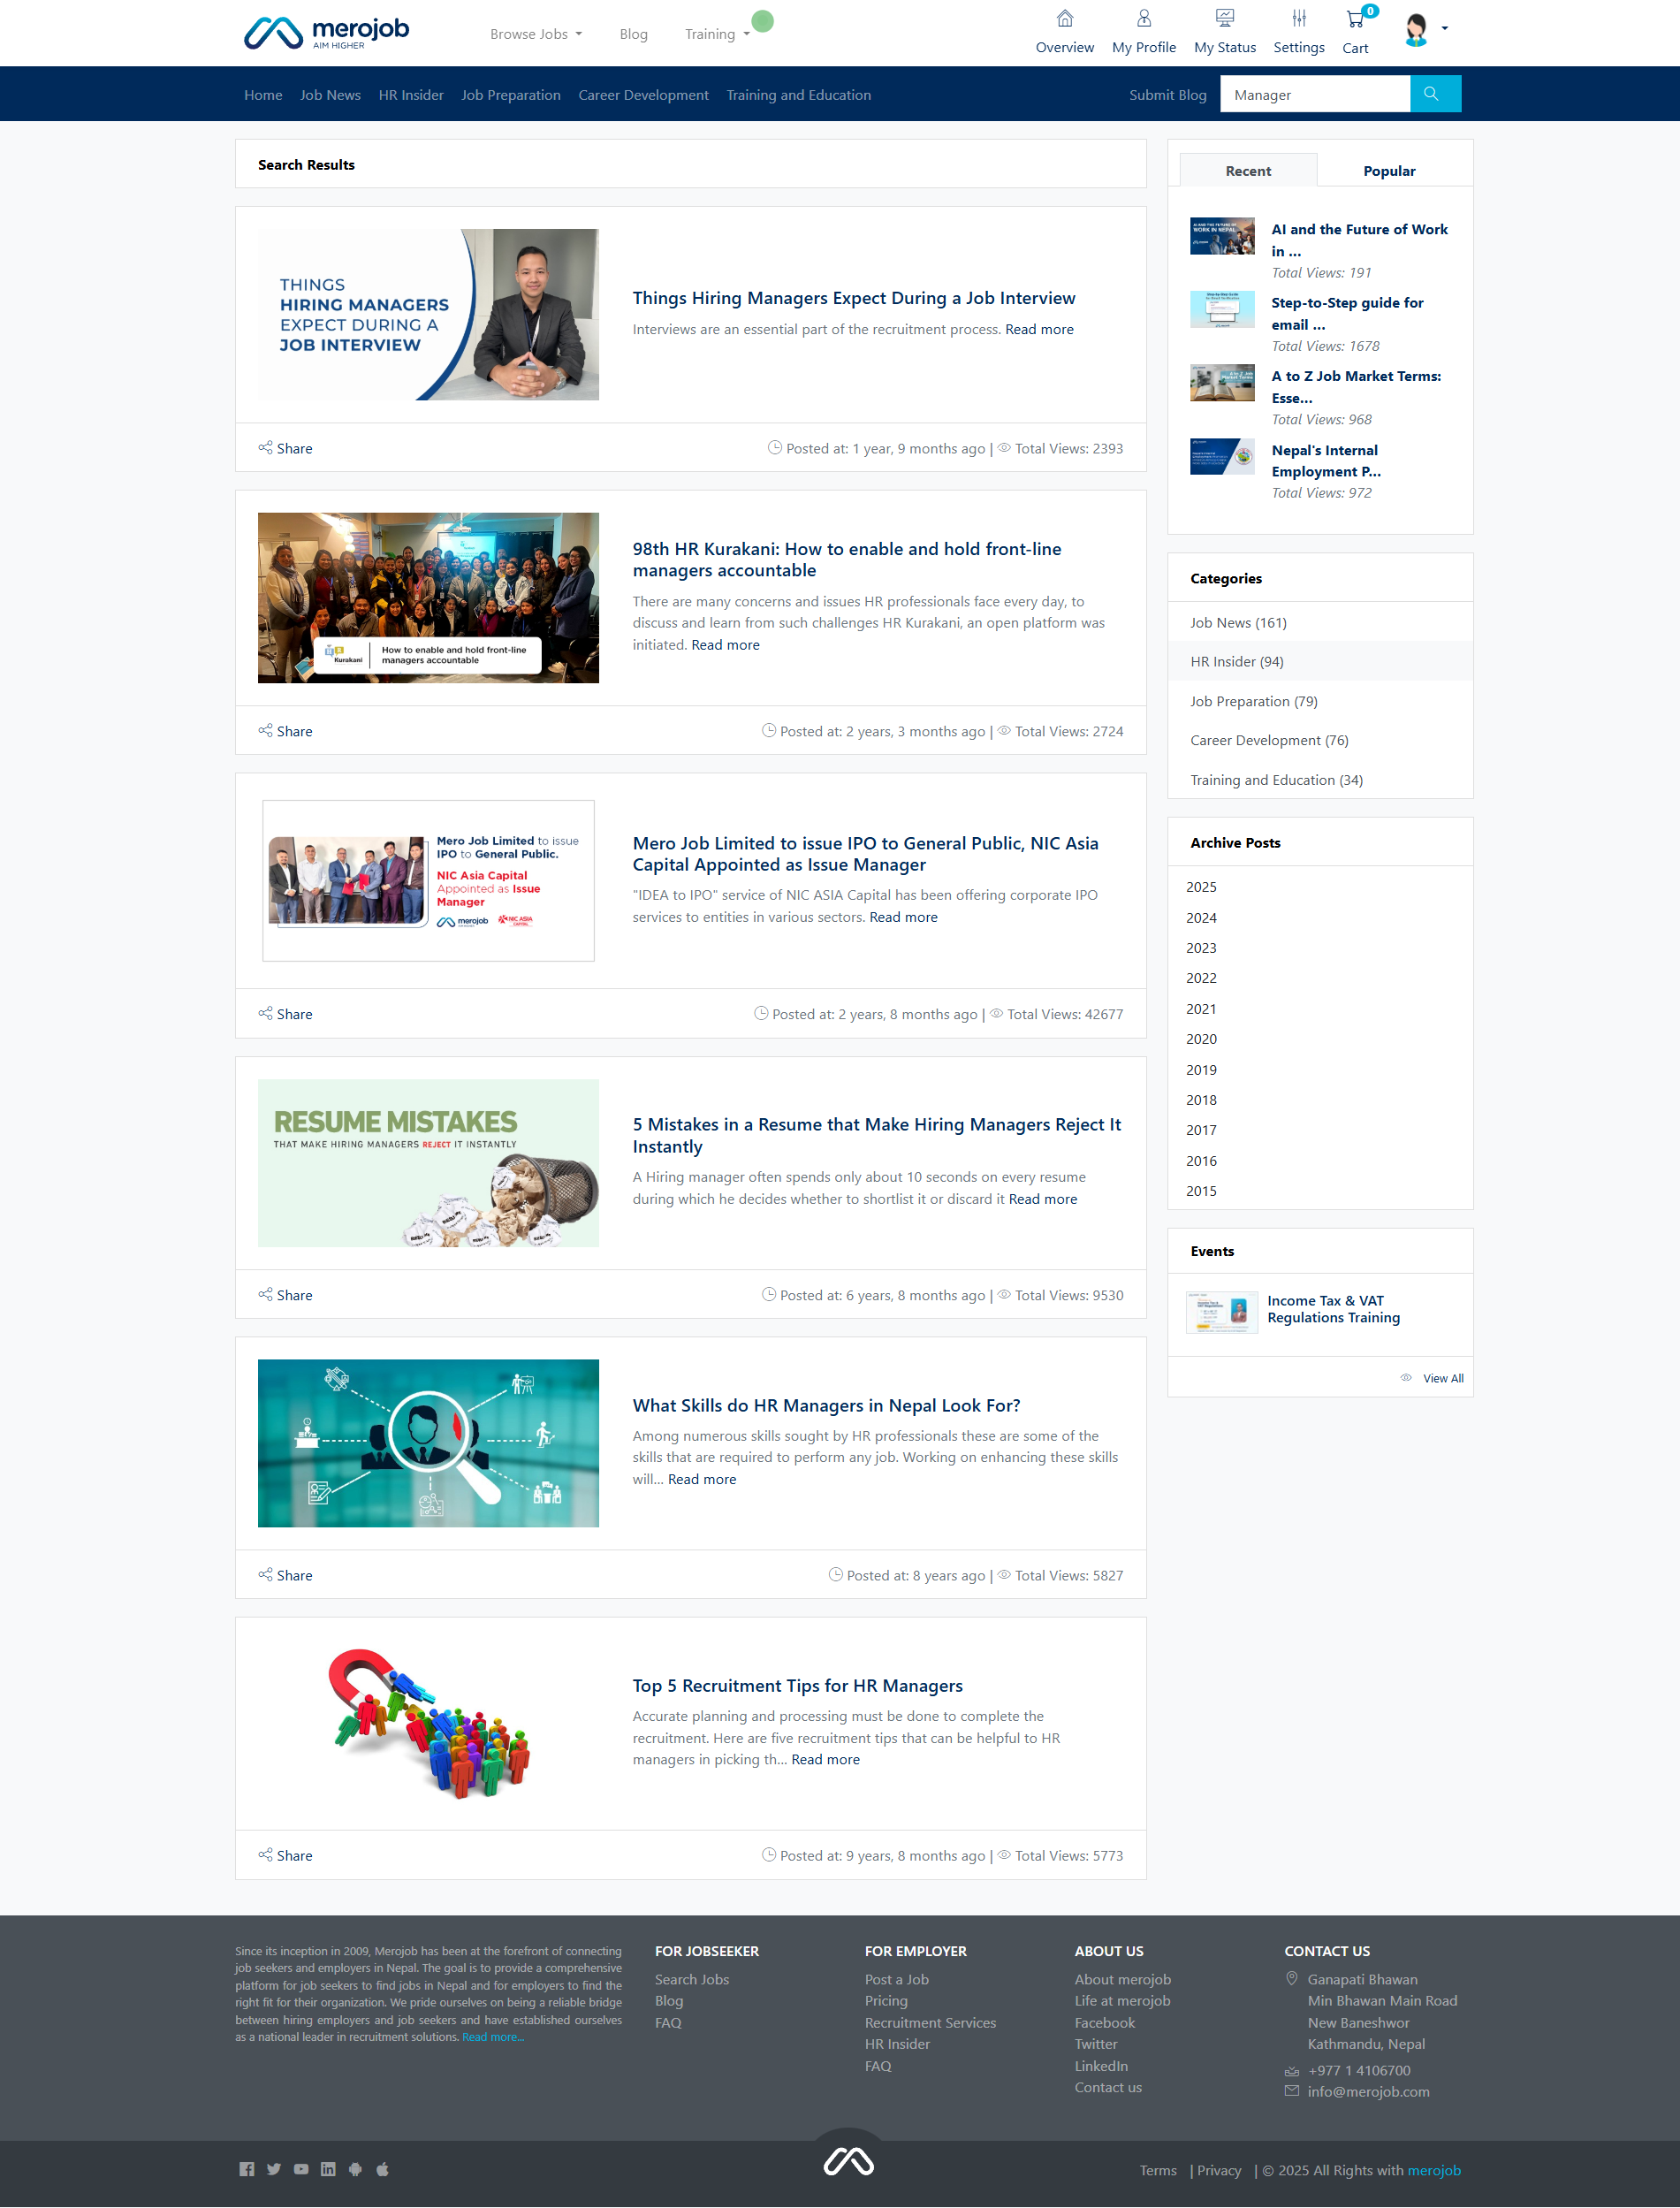 merojob
AIM HIGHER
Browse Jobs
Blog
Training
Overview
My Profile
My Status
Settings
0
Cart
Home
Job News
HR Insider
Job Preparation
Career Development
Training and Education
Submit Blog
Manager
Search Results
THINGS
HIRING MANAGERS
EXPECT DURING A
JOB INTERVIEW
Things Hiring Managers Expect During a Job Interview
Interviews are an essential part of the recruitment process. Read more
Share
Posted at: 1 year, 9 months ago | Total Views: 2393
Kurakani
How to enable and hold front-line
managers accountable
98th HR Kurakani: How to enable and hold front-line
managers accountable
There are many concerns and issues HR professionals face every day, to
discuss and learn from such challenges HR Kurakani, an open platform was
initiated. Read more
Share
Posted at: 2 years, 3 months ago | Total Views: 2724
Mero Job Limited to issue
IPO to General Public.
NIC Asia Capital
Appointed as Issue
Manager
merojob
NIC ASIA
CAPITAL
Mero Job Limited to issue IPO to General Public, NIC Asia
Capital Appointed as Issue Manager
"IDEA to IPO" service of NIC ASIA Capital has been offering corporate IPO
services to entities in various sectors. Read more
Share
Posted at: 2 years, 8 months ago | Total Views: 42677
RESUME MISTAKES
THAT MAKE HIRING MANAGERS REJECT IT INSTANTLY
5 Mistakes in a Resume that Make Hiring Managers Reject It
Instantly
A Hiring manager often spends only about 10 seconds on every resume
during which he decides whether to shortlist it or discard it Read more
Share
Posted at: 6 years, 8 months ago | Total Views: 9530
What Skills do HR Managers in Nepal Look For?
Among numerous skills sought by HR professionals these are some of the
skills that are required to perform any job. Working on enhancing these skills
will... Read more
Share
Posted at: 8 years ago | Total Views: 5827
Top 5 Recruitment Tips for HR Managers
Accurate planning and processing must be done to complete the
recruitment. Here are five recruitment tips that can be helpful to HR
managers in picking th... Read more
Share
Posted at: 9 years, 8 months ago | Total Views: 5773
Recent
Popular
AI AND THE FUTURE OF
WORK IN NEPAL
AI and the Future of Work
in ...
Total Views: 191
Step-to-Step guide for
email ...
Total Views: 1678
A to Z Job
Market Terms
A to Z Job Market Terms:
Esse...
Total Views: 968
Nepal's Internal
Employment P...
Total Views: 972
Categories
Job News (161)
HR Insider (94)
Job Preparation (79)
Career Development (76)
Training and Education (34)
Archive Posts
2025
2024
2023
2022
2021
2020
2019
2018
2017
2016
2015
Events
Income Tax & VAT
Regulations Training
View All
Since its inception in 2009, Merojob has been at the forefront of connecting
job seekers and employers in Nepal. The goal is to provide a comprehensive
platform for job seekers to find jobs in Nepal and for employers to find the
right fit for their organization. We pride ourselves on being a reliable bridge
between hiring employers and job seekers and have established ourselves
as a national leader in recruitment solutions. Read more...
FOR JOBSEEKER
Search Jobs
Blog
FAQ
FOR EMPLOYER
Post a Job
Pricing
Recruitment Services
HR Insider
FAQ
ABOUT US
About merojob
Life at merojob
Facebook
Twitter
LinkedIn
Contact us
CONTACT US
Ganapati Bhawan
Min Bhawan Main Road
New Baneshwor
Kathmandu, Nepal
+977 1 4106700
info@merojob.com
Terms | Privacy | © 2025 All Rights with merojob